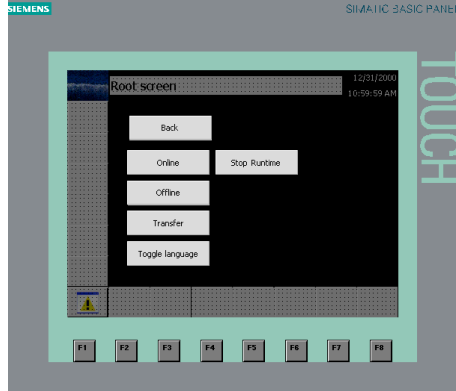 SIEMENS
SIMATIC BASIC PANEL
TOUCH
Root screen
12/31/2000
10:59:59 AM
Back
Online
Stop Runtime
Offline
Transfer
Toggle language
F1
F2
F3
F4
F5
F6
F7
F8